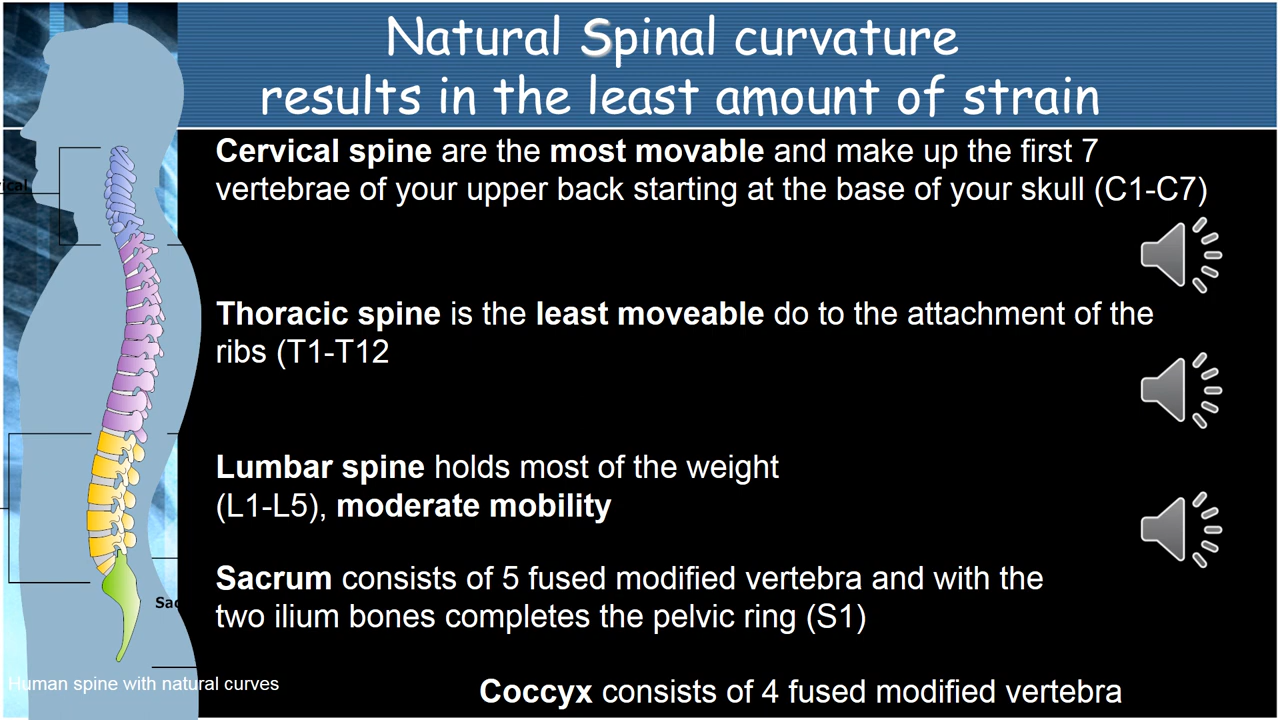 Natural Spinal curvature
results in the least amount of strain
Cervical spine are the most movable and make up the first 7
vertebrae of your upper back starting at the base of your skull (C1-C7)
Thoracic spine is the least moveable do to the attachment of the
ribs (T1-T12
Lumbar spine holds most of the weight
(L1-L5), moderate mobility
Sacrum consists of 5 fused modified vertebra and with the
two ilium bones completes the pelvic ring (S1)
Human spine with natural curves
Coccyx consists of 4 fused modified vertebra